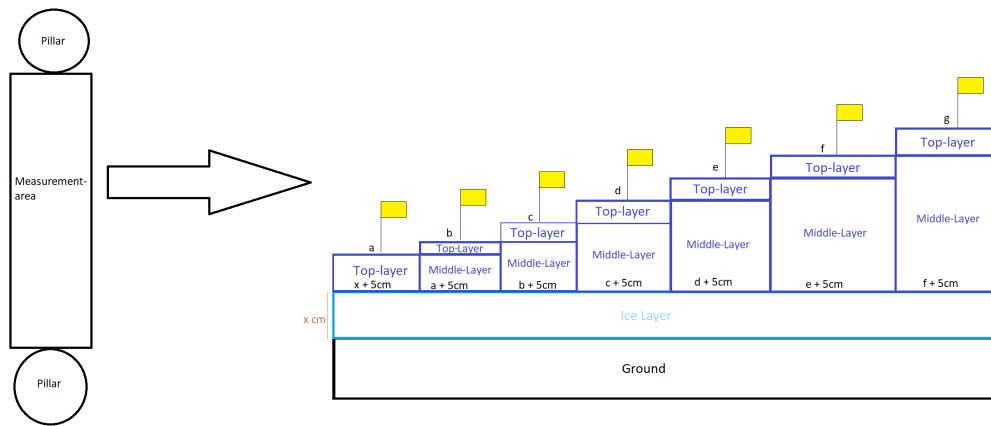 Pillar
Measurement-
area
Pillar
a
b
c
d
e
f
g
Top-layer
x + 5cm
Top-Layer
Middle-Layer
a + 5cm
Top-layer
Middle-Layer
b + 5cm
Top-layer
Middle-Layer
c + 5cm
Top-layer
Middle-Layer
d + 5cm
Top-layer
Middle-Layer
e + 5cm
Top-layer
Middle-Layer
f + 5cm
x cm
Ice Layer
Ground